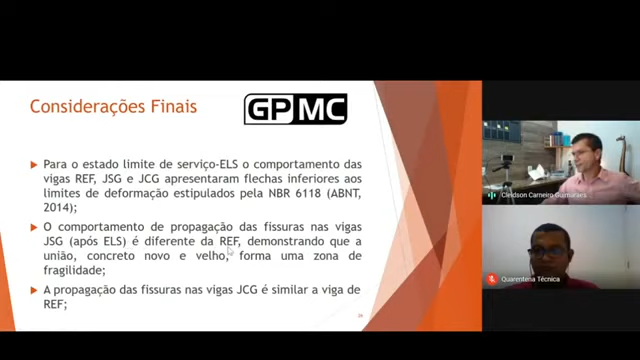 Considerações Finais
GPMC
Para o estado limite de serviço-ELS o comportamento das
vigas REF, JSG e JCG apresentaram flechas inferiores aos
limites de deformação estipulados pela NBR 6118 (ABNT,
2014);
O comportamento de propagação das fissuras nas vigas
JSG (após ELS) é diferente da REF, demonstrando que a
união, concreto novo e velho, forma uma zona de
fragilidade;
A propagação das fissuras nas vigas JCG é similar a viga de
REF;
Cleidson Carneiro Guimaraes
Quarentena Técnica